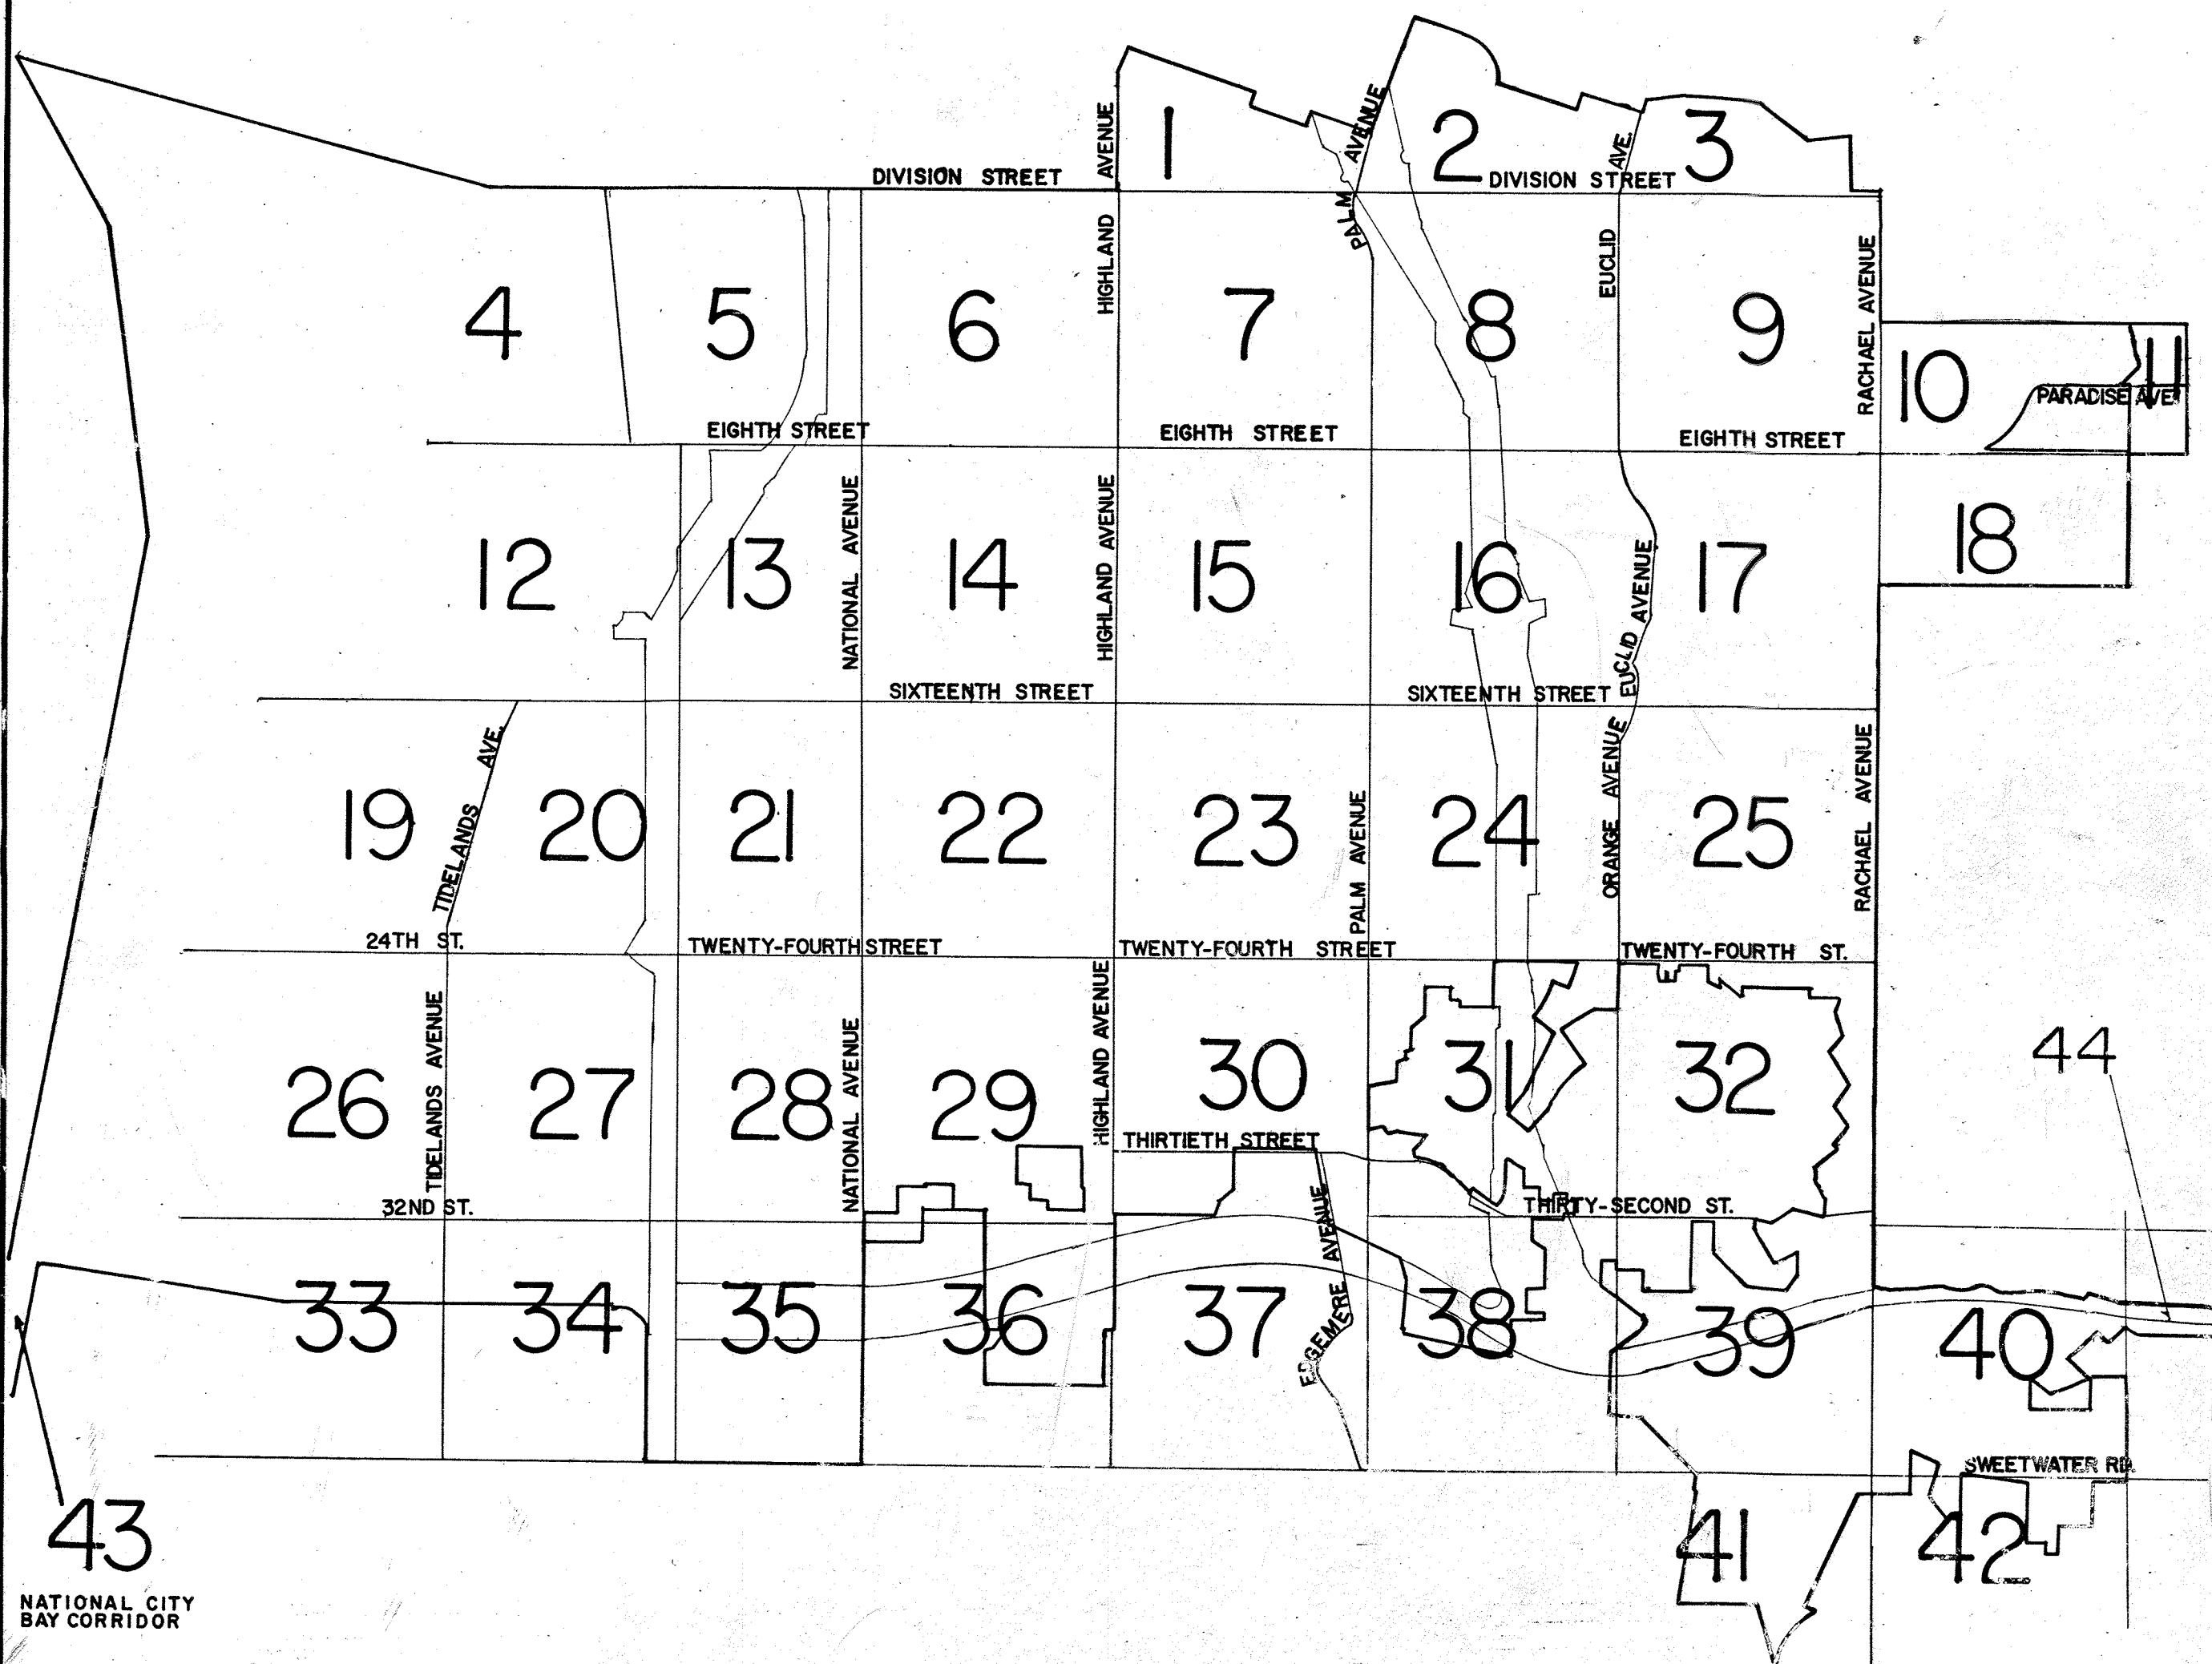 1
2
3
AVENUE
PALM AVENUE
EUCLID AVE.
DIVISION STREET
DIVISION STREET
4
5
6
HIGHLAND
7
8
9
RACHAEL AVENUE
10
11
PARADISE AVE
EIGHTH STREET
EIGHTH STREET
EIGHTH STREET
12
13
NATIONAL AVENUE
14
HIGHLAND AVENUE
15
16
EUCLID AVENUE
17
18
SIXTEENTH STREET
SIXTEENTH STREET
19
TIDELANDS AVE.
20
21
22
23
PALM AVENUE
24
ORANGE AVENUE
25
RACHAEL AVENUE
24TH ST.
TWENTY-FOURTH STREET
TWENTY-FOURTH STREET
TWENTY-FOURTH ST.
26
TIDELANDS AVENUE
27
28
NATIONAL AVENUE
29
HIGHLAND AVENUE
30
31
32
44
THIRTIETH STREET
32ND ST.
THIRTY-SECOND ST.
33
34
35
36
37
EDGEMERE AVENUE
38
39
40
SWEETWATER RD.
41
42
43
NATIONAL CITY
BAY CORRIDOR